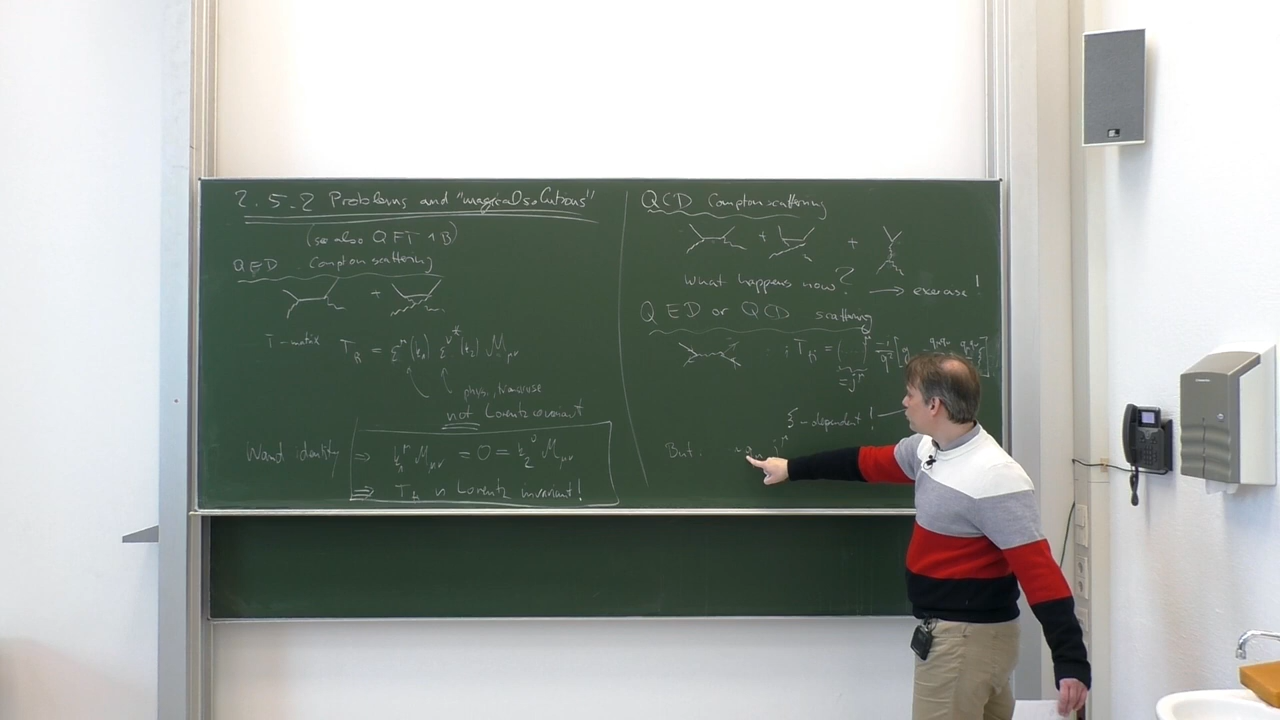 2.5.2 Problems and "magical solutions"
(see also QFT 1B)
QED Compton scattering
+
T-matrix T_fi = ε^μ(k_1) ε^ν*(k_2) M_μν
phys., transverse
not Lorentz covariant
Ward identity ⇒ k_1^μ M_μν = 0 = k_2^ν M_μν
⇒ T_fi is Lorentz invariant!
QCD Compton scattering
+ +
What happens now? → exercise!
QED or QCD scattering
i T_fi = ( )^μ -i/q² [g
= j^μ
ξ-dependent!
But: j^μ